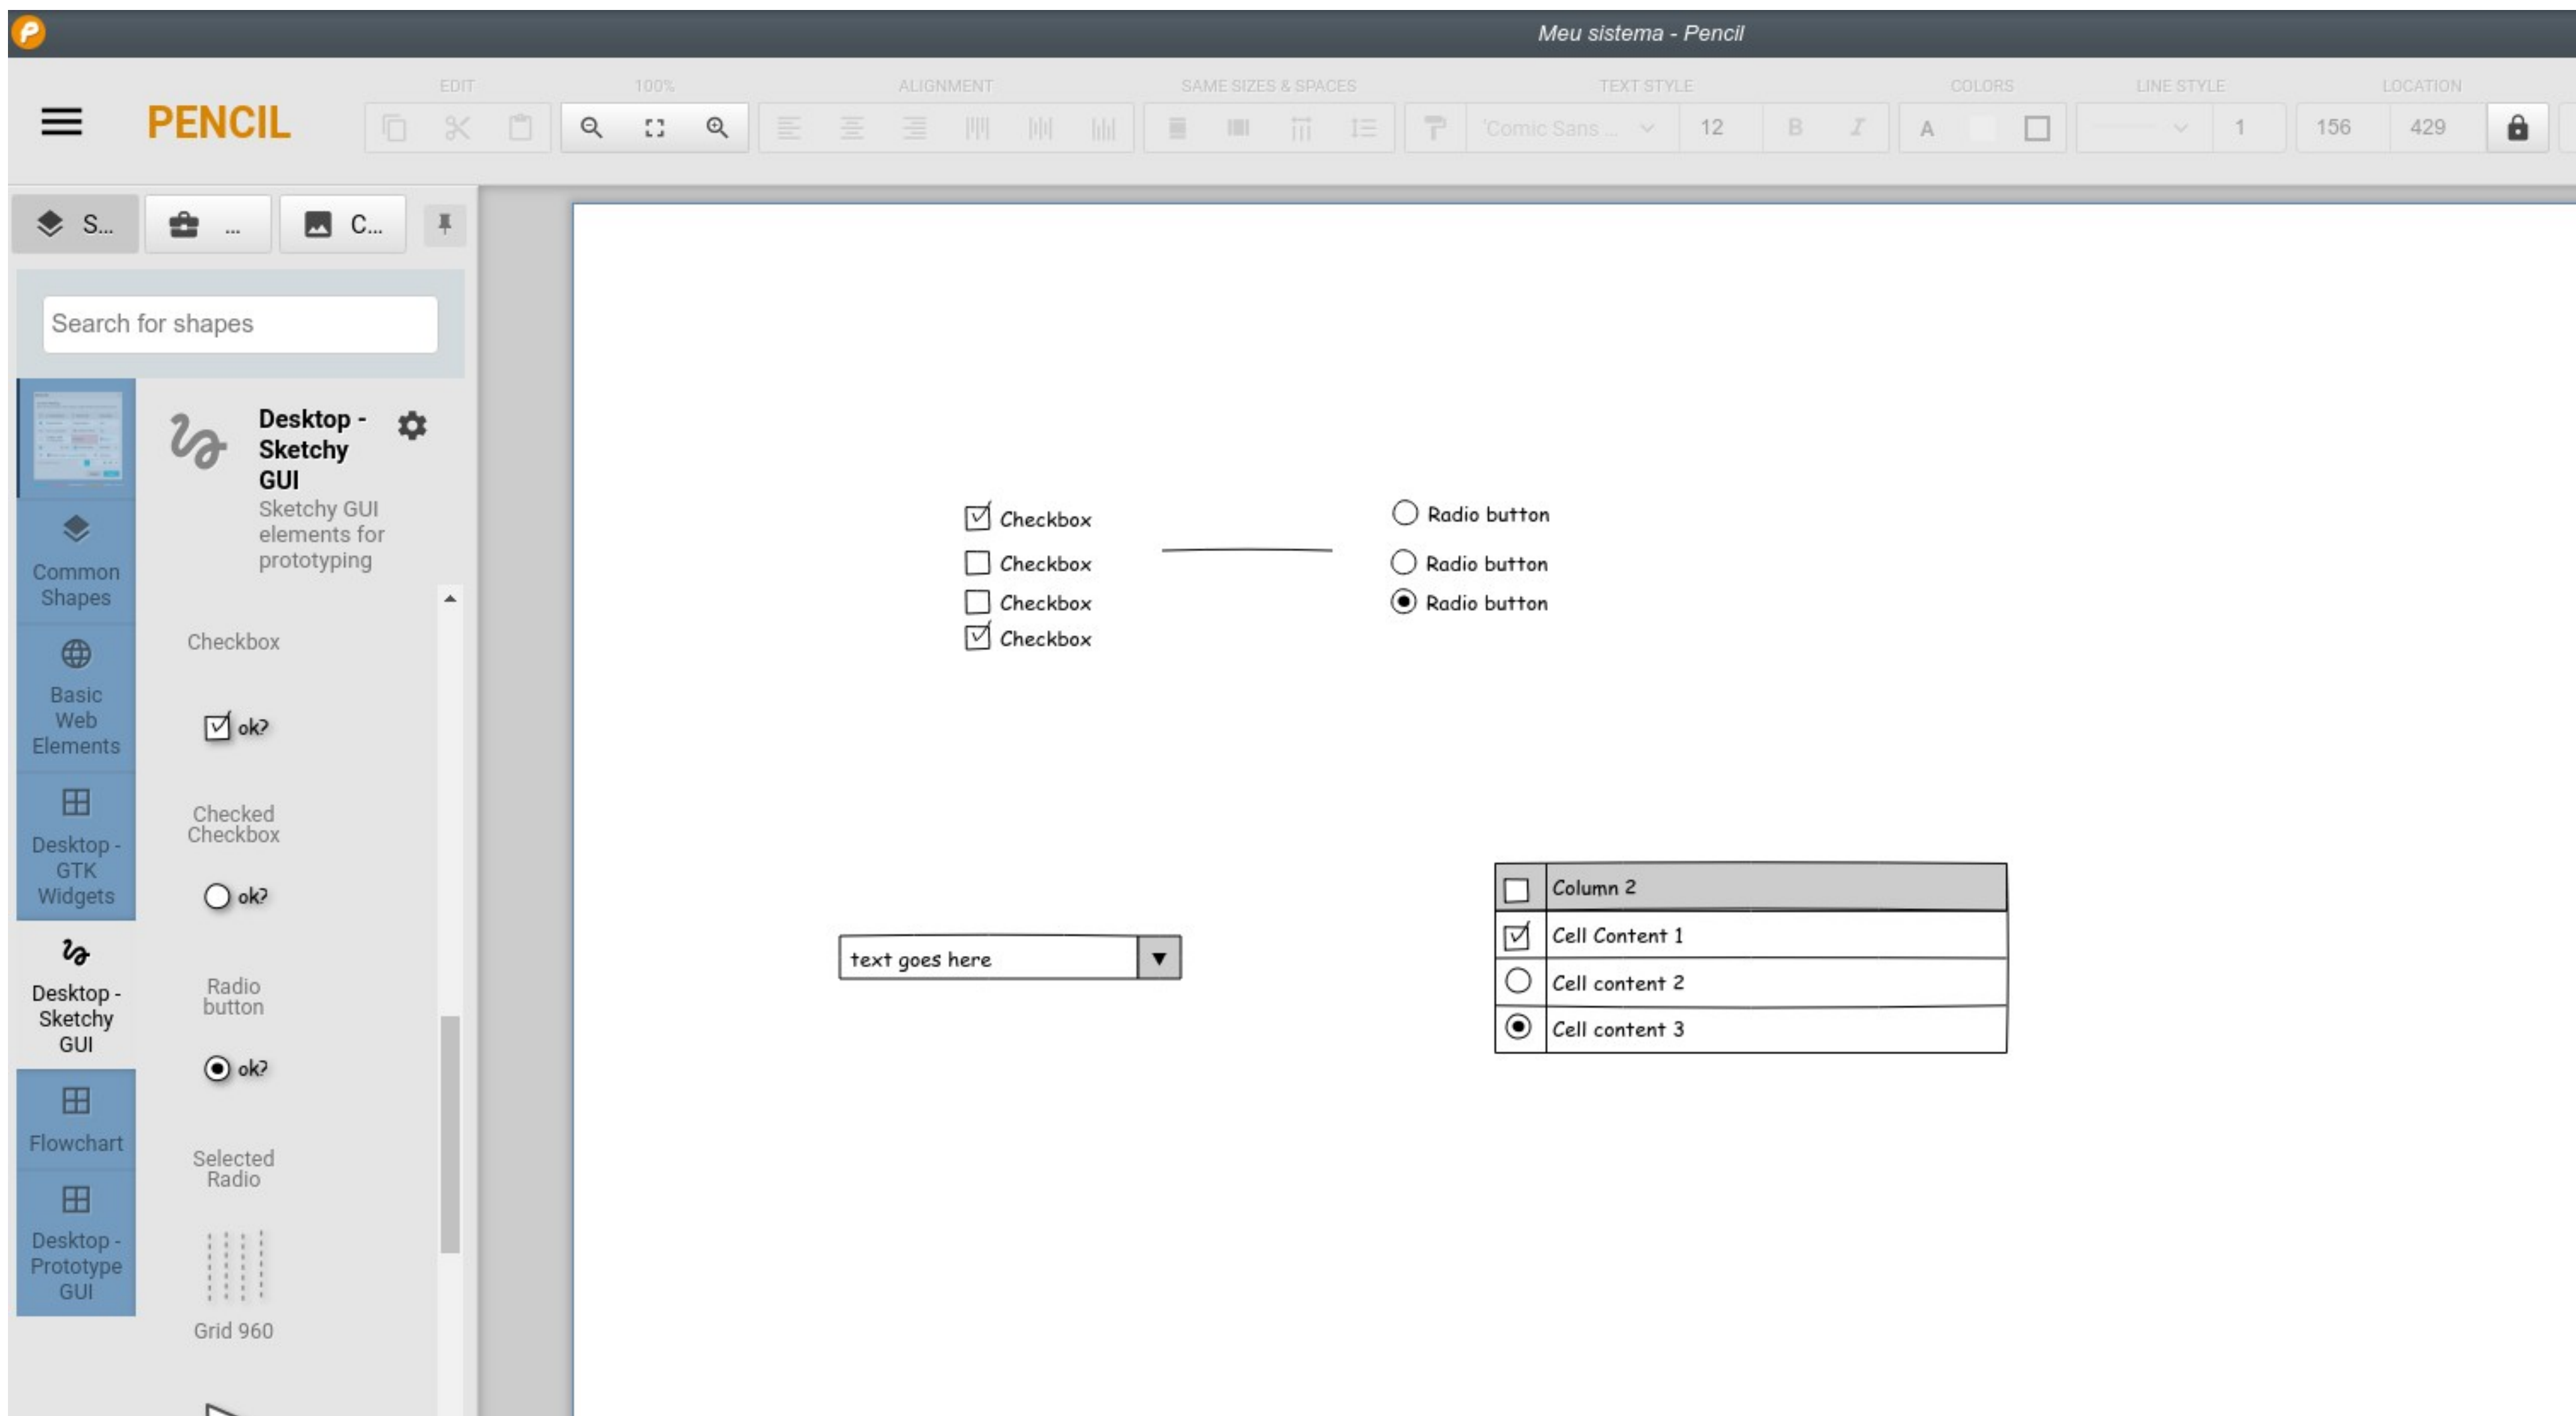 Meu sistema - Pencil
EDIT
100%
ALIGNMENT
SAME SIZES & SPACES
TEXT STYLE
COLORS
LINE STYLE
LOCATION
PENCIL
'Comic Sans ...
12
B
I
A
1
156
429
S...
...
C...
Search for shapes
Common
Shapes
Basic
Web
Elements
Desktop -
GTK
Widgets
Desktop -
Sketchy
GUI
Flowchart
Desktop -
Prototype
GUI
Desktop -
Sketchy
GUI
Sketchy GUI
elements for
prototyping
Checkbox
ok?
Checked
Checkbox
ok?
Radio
button
ok?
Selected
Radio
Grid 960
Checkbox
Checkbox
Checkbox
Checkbox
Radio button
Radio button
Radio button
text goes here
Column 2
Cell Content 1
Cell content 2
Cell content 3